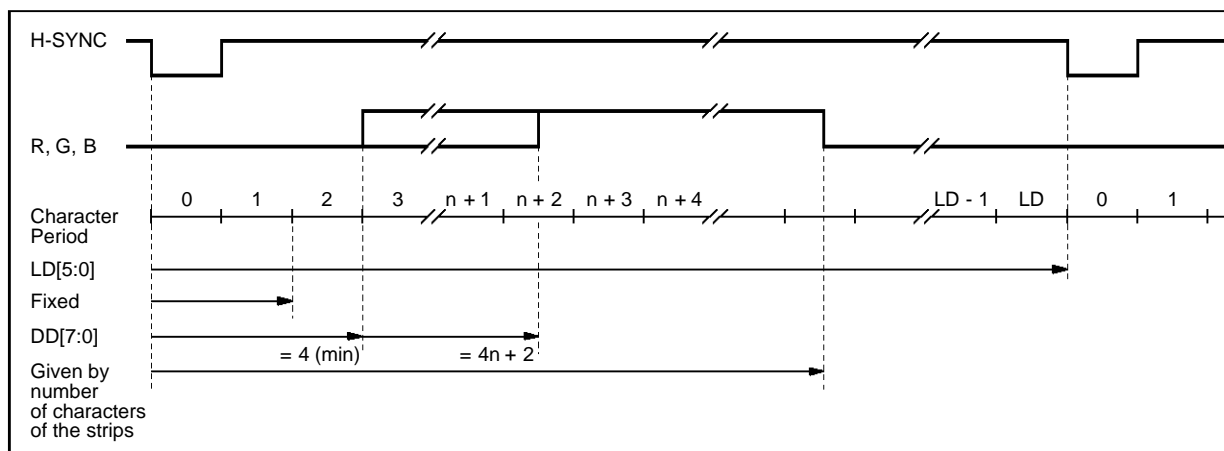 H-SYNC
R, G, B
0 1 2 3 n + 1 n + 2 n + 3 n + 4 LD - 1 LD 0 1
Character
Period
LD[5:0]
Fixed
DD[7:0]
= 4 (min) = 4n + 2
Given by
number
of characters
of the strips